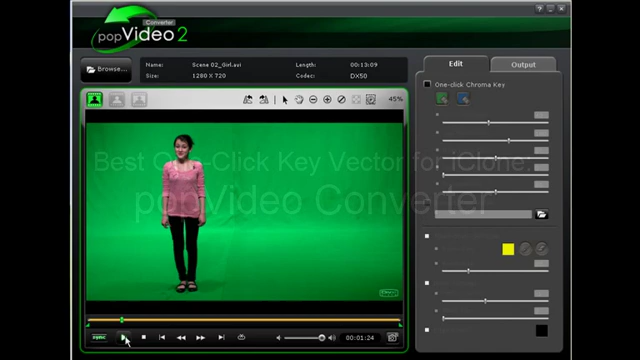 Converter
popVideo 2
Browse...
Name: Scene 02_Girl.avi Length: 00:13:09
Size: 1280 X 720 Codec: DX50
Edit Output
45%
One-click Chroma Key
Best One-Click Key Vector for iClone:
popVideo Converter
sync
00:01:24